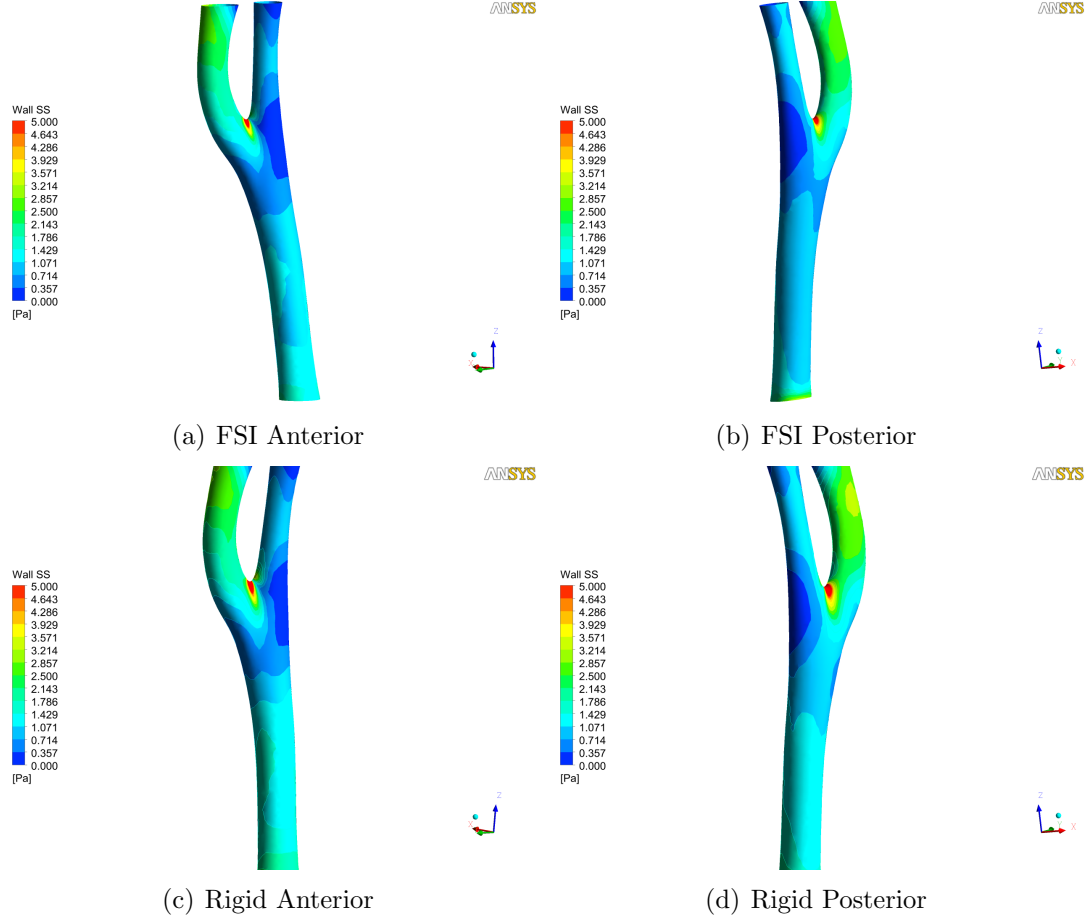 ANSYS
ANSYS
Wall SS
5.000
4.643
4.286
3.929
3.571
3.214
2.857
2.500
2.143
1.786
1.429
1.071
0.714
0.357
0.000
[Pa]
Z
X
Wall SS
5.000
4.643
4.286
3.929
3.571
3.214
2.857
2.500
2.143
1.786
1.429
1.071
0.714
0.357
0.000
[Pa]
Z
Y
X
(a) FSI Anterior
(b) FSI Posterior
ANSYS
ANSYS
Wall SS
5.000
4.643
4.286
3.929
3.571
3.214
2.857
2.500
2.143
1.786
1.429
1.071
0.714
0.357
0.000
[Pa]
Z
X
Wall SS
5.000
4.643
4.286
3.929
3.571
3.214
2.857
2.500
2.143
1.786
1.429
1.071
0.714
0.357
0.000
[Pa]
Z
Y
X
(c) Rigid Anterior
(d) Rigid Posterior